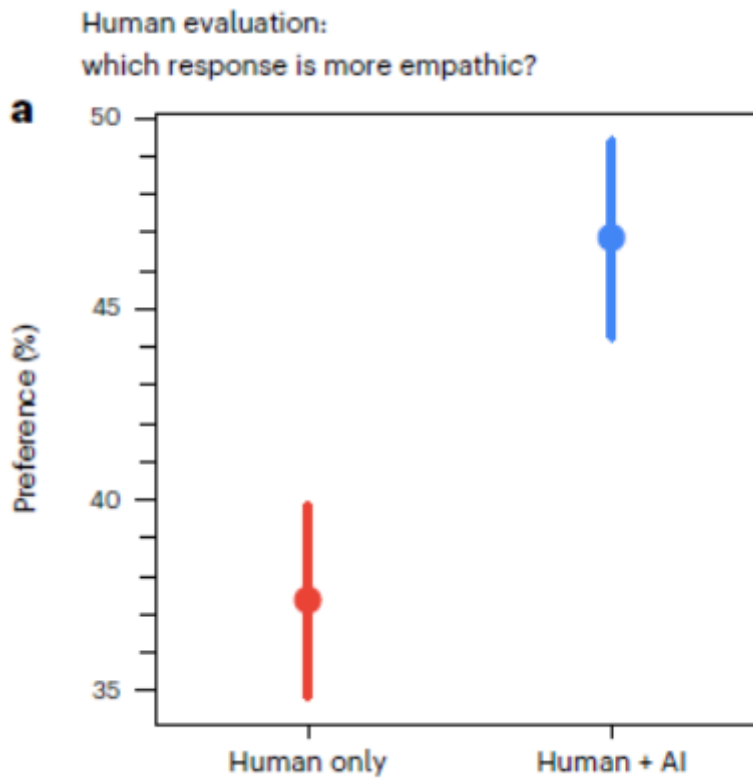 Human evaluation:
which response is more empathic?
a
50
45
40
35
Preference (%)
Human only
Human + AI